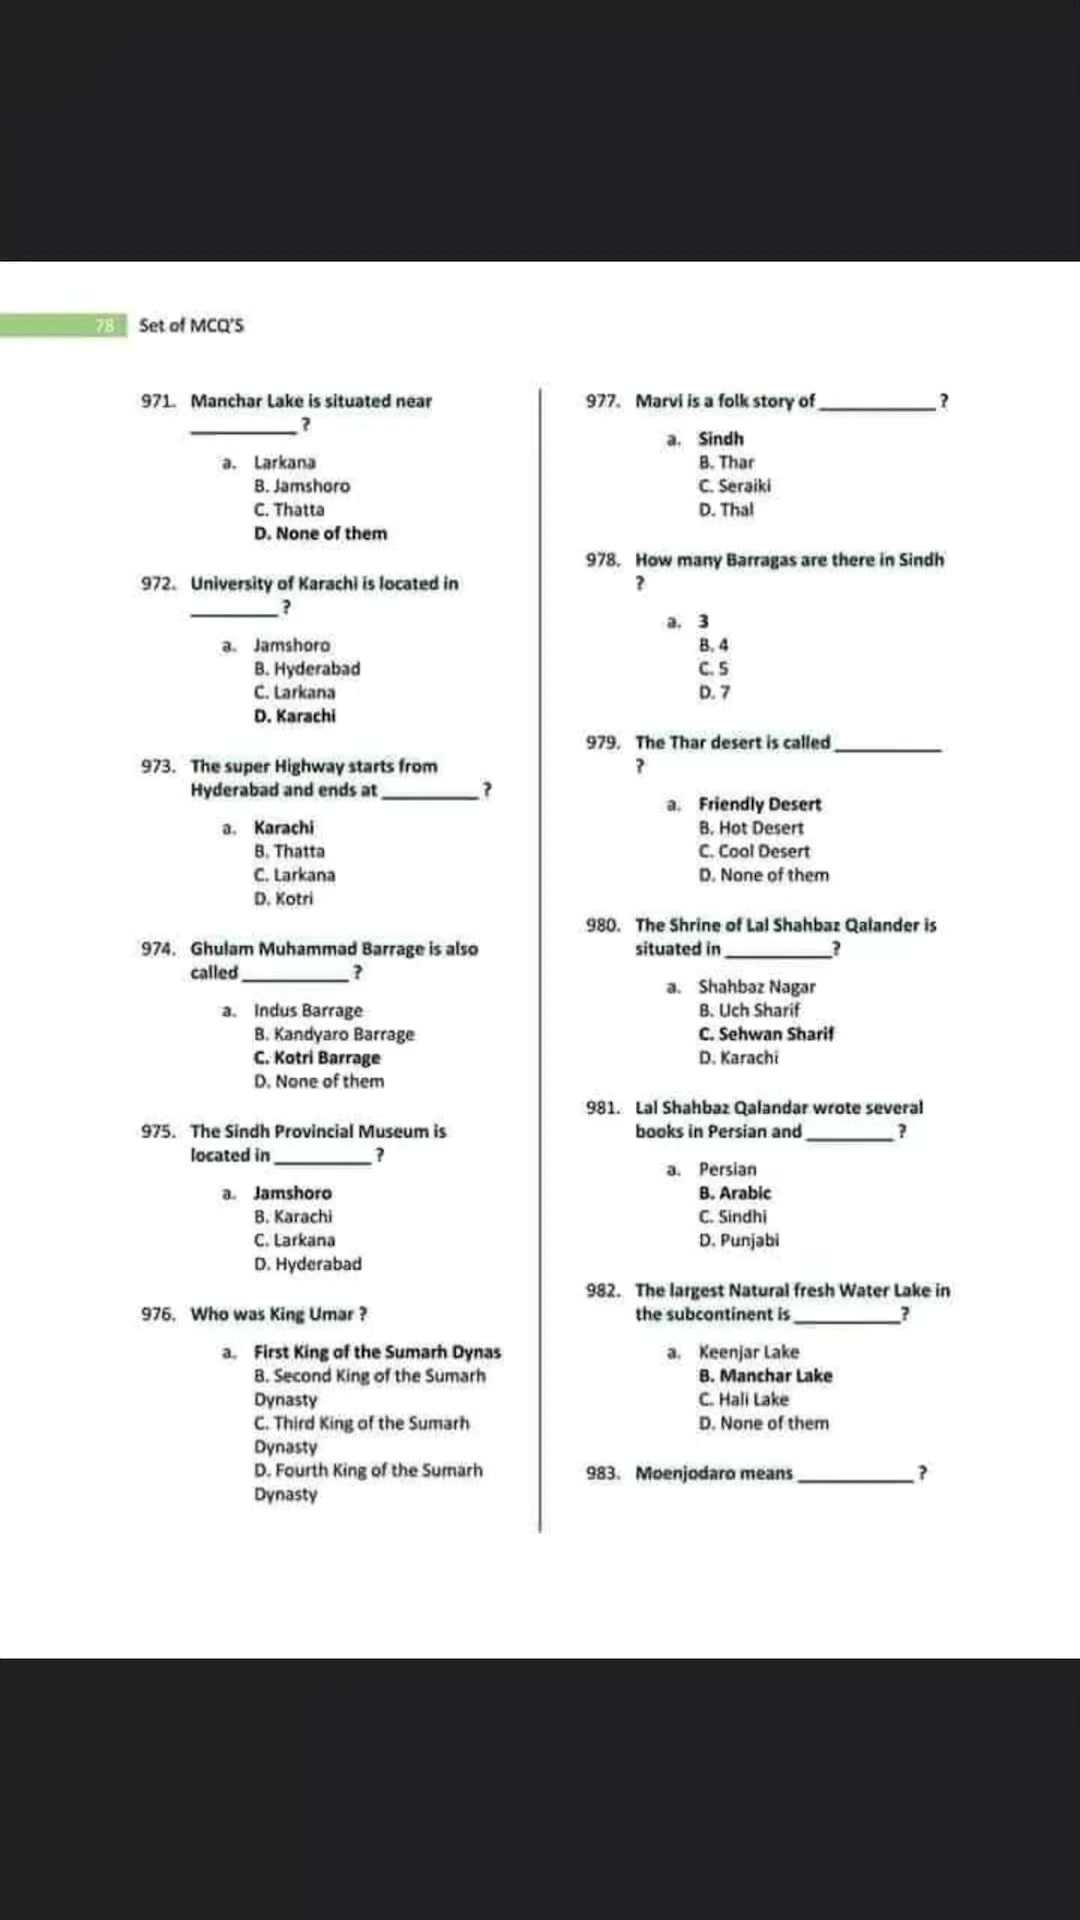 78 Set of MCQ'S
971. Manchar Lake is situated near
__________?
a. Larkana
B. Jamshoro
C. Thatta
D. None of them
972. University of Karachi is located in
________?
a. Jamshoro
B. Hyderabad
C. Larkana
D. Karachi
973. The super Highway starts from
Hyderabad and ends at _________?
a. Karachi
B. Thatta
C. Larkana
D. Kotri
974. Ghulam Muhammad Barrage is also
called __________?
a. Indus Barrage
B. Kandyaro Barrage
C. Kotri Barrage
D. None of them
975. The Sindh Provincial Museum is
located in _________?
a. Jamshoro
B. Karachi
C. Larkana
D. Hyderabad
976. Who was King Umar ?
a. First King of the Sumarh Dynas
B. Second King of the Sumarh
Dynasty
C. Third King of the Sumarh
Dynasty
D. Fourth King of the Sumarh
Dynasty
977. Marvi is a folk story of ___________?
a. Sindh
B. Thar
C. Seraiki
D. Thal
978. How many Barragas are there in Sindh
?
a. 3
B. 4
C. 5
D. 7
979. The Thar desert is called __________
?
a. Friendly Desert
B. Hot Desert
C. Cool Desert
D. None of them
980. The Shrine of Lal Shahbaz Qalander is
situated in __________?
a. Shahbaz Nagar
B. Uch Sharif
C. Sehwan Sharif
D. Karachi
981. Lal Shahbaz Qalandar wrote several
books in Persian and ________?
a. Persian
B. Arabic
C. Sindhi
D. Punjabi
982. The largest Natural fresh Water Lake in
the subcontinent is __________?
a. Keenjar Lake
B. Manchar Lake
C. Hali Lake
D. None of them
983. Moenjodaro means ___________?